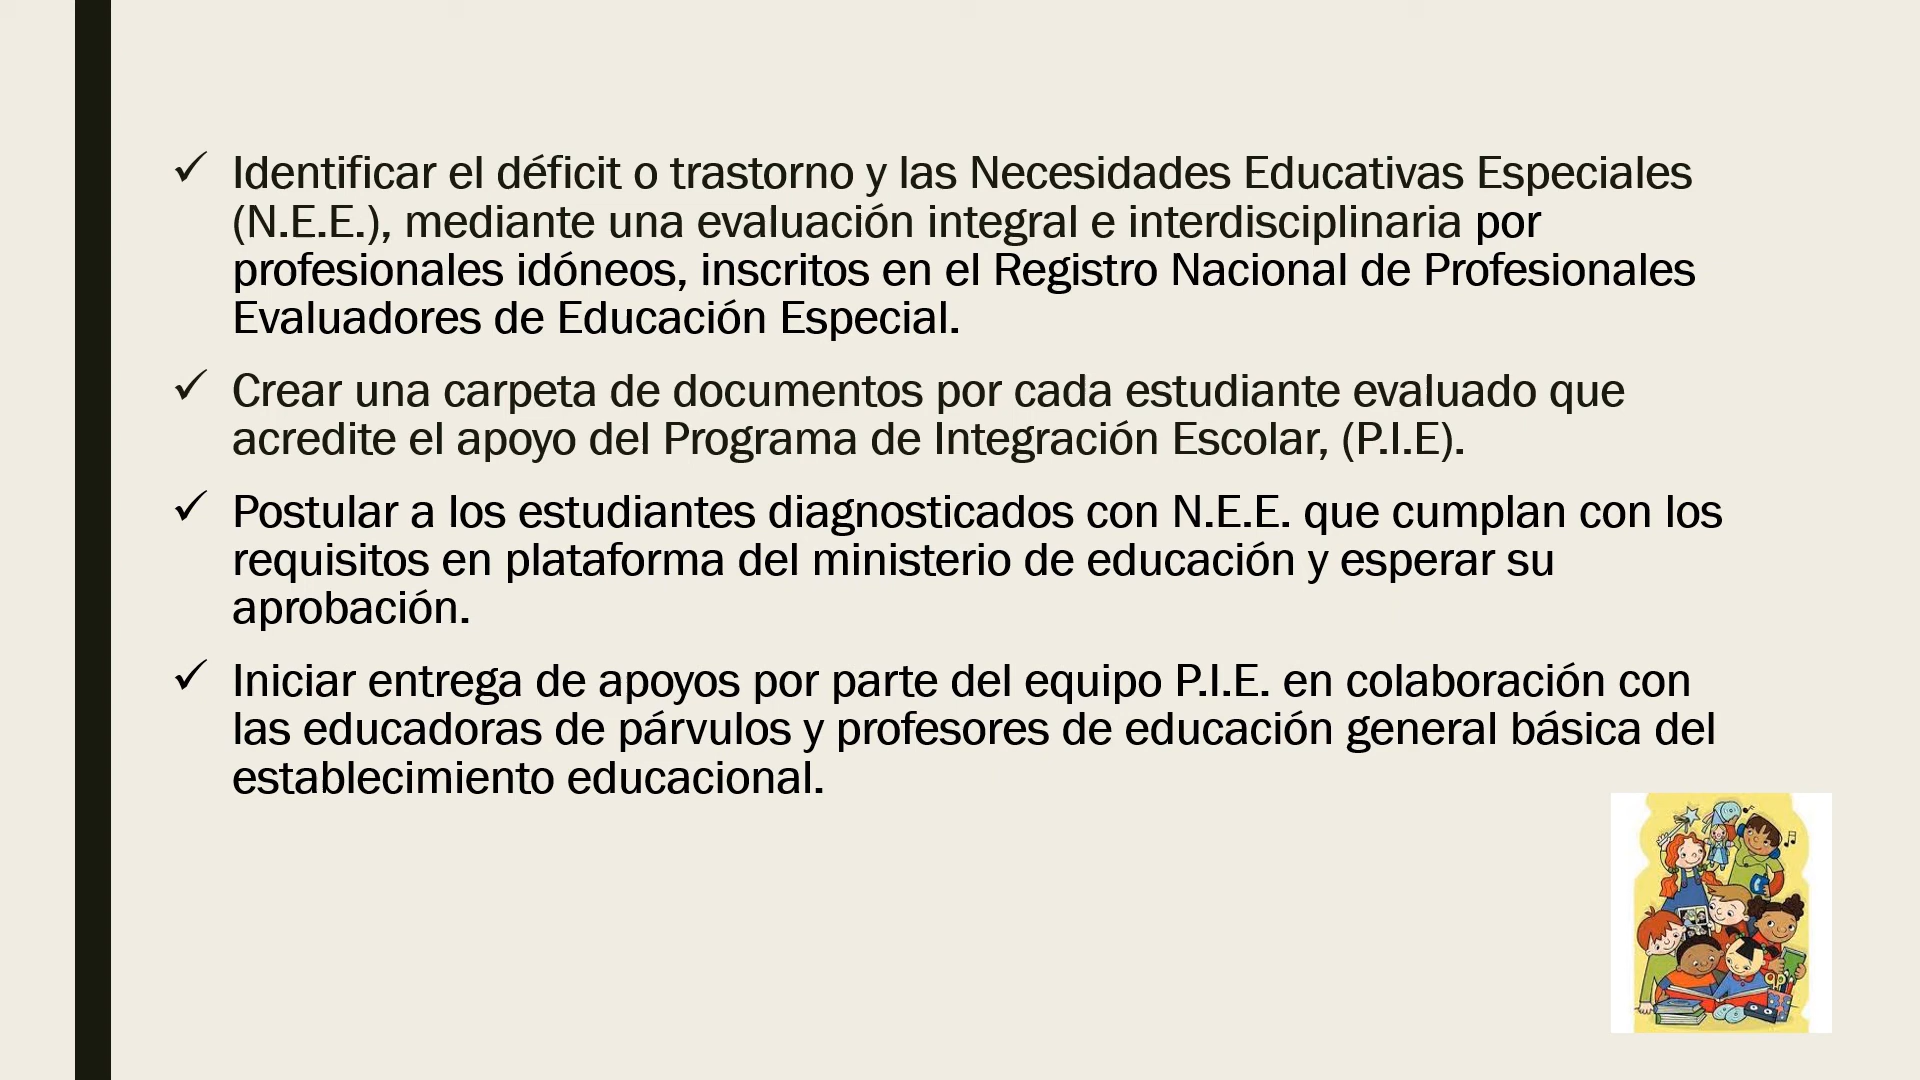 ✓ Identificar el déficit o trastorno y las Necesidades Educativas Especiales
(N.E.E.), mediante una evaluación integral e interdisciplinaria por
profesionales idóneos, inscritos en el Registro Nacional de Profesionales
Evaluadores de Educación Especial.
✓ Crear una carpeta de documentos por cada estudiante evaluado que
acredite el apoyo del Programa de Integración Escolar, (P.I.E).
✓ Postular a los estudiantes diagnosticados con N.E.E. que cumplan con los
requisitos en plataforma del ministerio de educación y esperar su
aprobación.
✓ Iniciar entrega de apoyos por parte del equipo P.I.E. en colaboración con
las educadoras de párvulos y profesores de educación general básica del
establecimiento educacional.